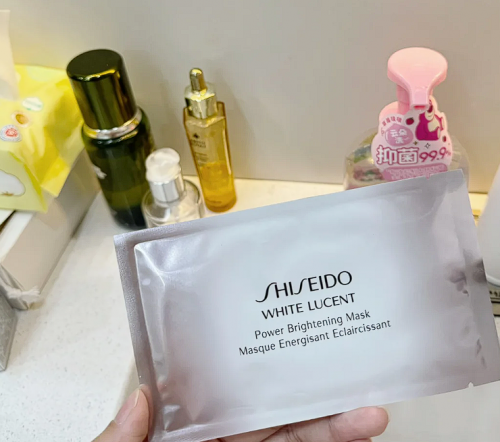 抑菌99.9%
SHISEIDO
WHITE LUCENT
Power Brightening Mask
Masque Energisant Eclaircissant